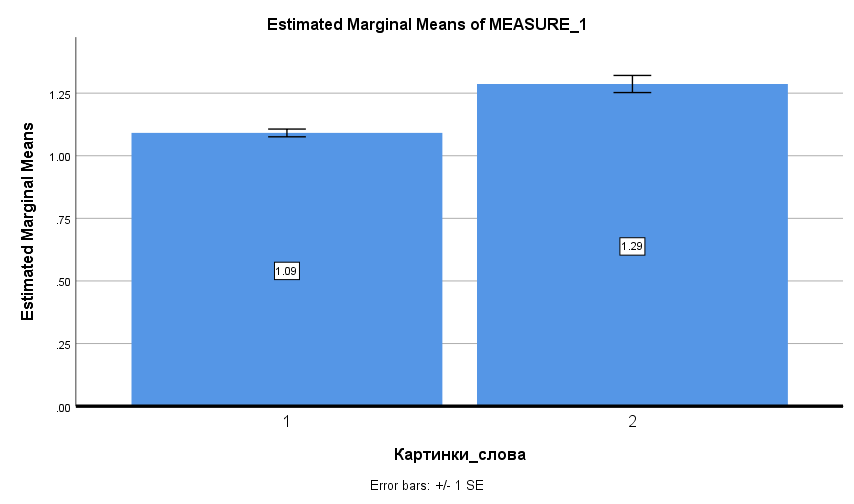 Estimated Marginal Means of MEASURE_1
Estimated Marginal Means
1.25
1.00
.75
.50
.25
.00
1.09
1.29
1
2
Картинки_слова
Error bars: +/- 1 SE